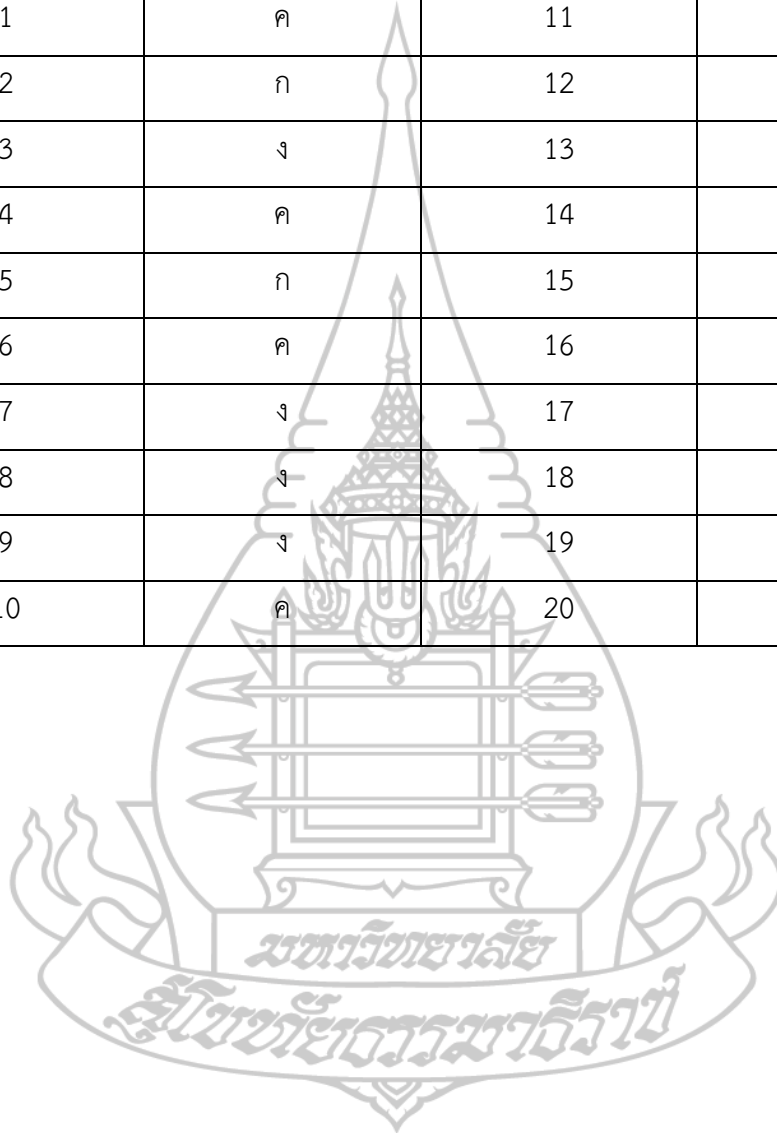 1 ค 11
2 ก 12
3 ง 13
4 ค 14
5 ก 15
6 ค 16
7 ง 17
8 ง 18
9 ง 19
10 ค 20
มหาวิทยาลัย
สุโขทัยธรรมาธิราช